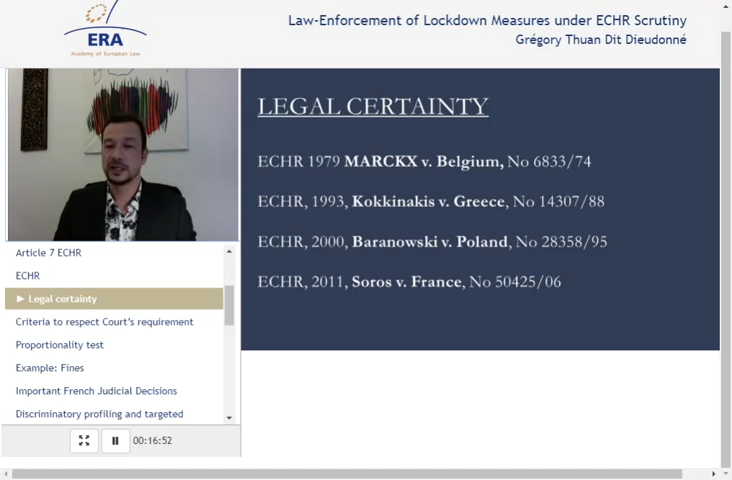 ERA
Academy of European Law
Law-Enforcement of Lockdown Measures under ECHR Scrutiny
Grégory Thuan Dit Dieudonné
LEGAL CERTAINTY
ECHR 1979 MARCKX v. Belgium, No 6833/74
ECHR, 1993, Kokkinakis v. Greece, No 14307/88
ECHR, 2000, Baranowski v. Poland, No 28358/95
ECHR, 2011, Soros v. France, No 50425/06
Article 7 ECHR
ECHR
► Legal certainty
Criteria to respect Court's requirement
Proportionality test
Example: Fines
Important French Judicial Decisions
Discriminatory profiling and targeted
00:16:52